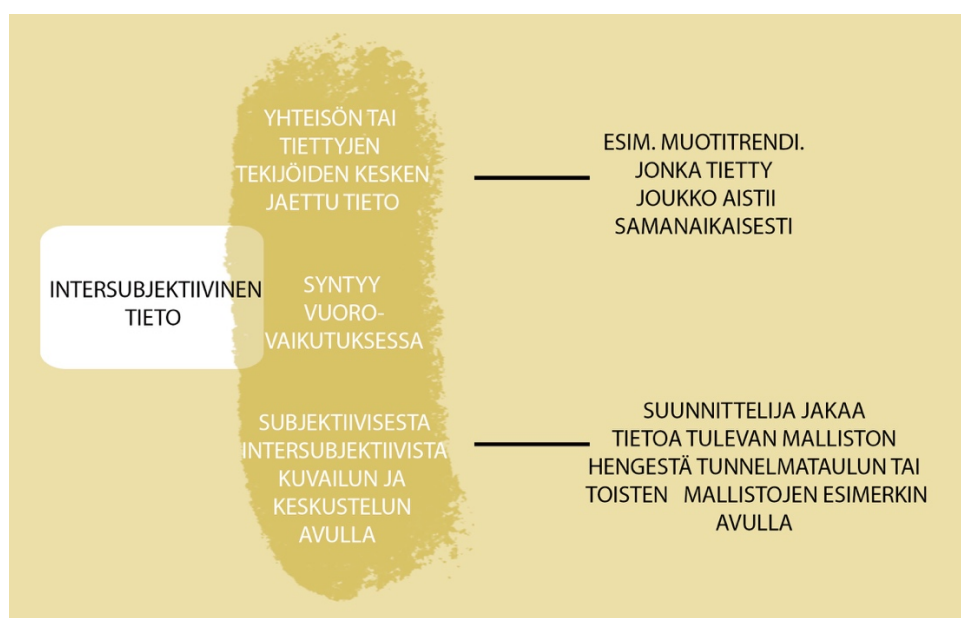 INTERSUBJEKTIIVINEN
TIETO
YHTEISÖN TAI
TIETTYJEN
TEKIJÖIDEN KESKEN
JAETTU TIETO
ESIM. MUOTITRENDI.
JONKA TIETTY
JOUKKO AISTII
SAMANAIKAISESTI
SYNTYY
VUORO-
VAIKUTUKSESSA
SUBJEKTIIVISESTA
INTERSUBJEKTIIVISTA
KUVAILUN JA
KESKUSTELUN
AVULLA
SUUNNITTELIJA JAKAA
TIETOA TULEVAN MALLISTON
HENGESTÄ TUNNELMATAULUN TAI
TOISTEN MALLISTOJEN ESIMERKIN
AVULLA